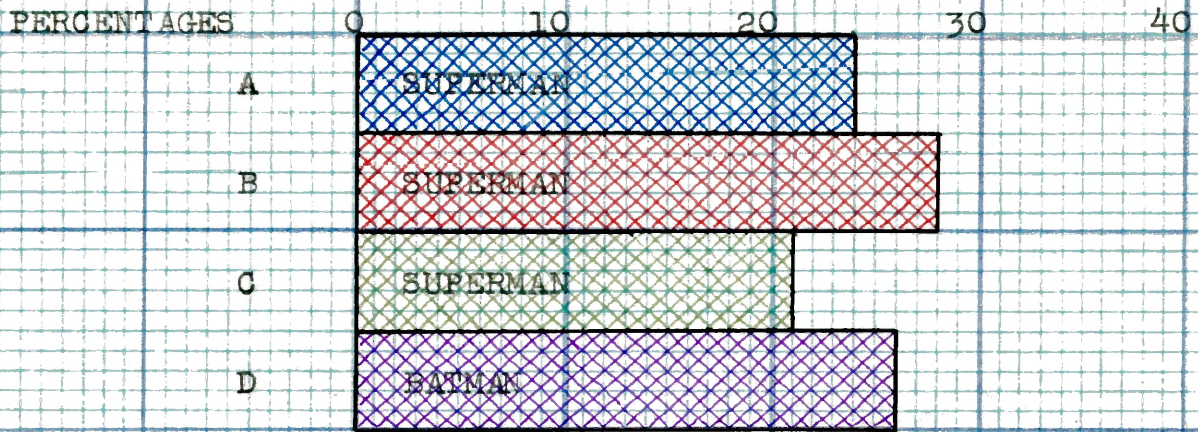 PERCENTAGES 0 10 20 30 40
A SUPERMAN
B SUPERMAN
C SUPERMAN
D BATMAN